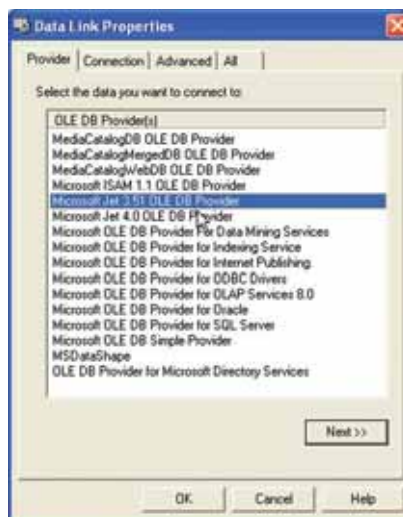 Data Link Properties
Provider Connection Advanced All
Select the data you want to connect to:
OLE DB Provider(s)
MediaCatalogDB OLE DB Provider
MediaCatalogMergedDB OLE DB Provider
MediaCatalogWebDB OLE DB Provider
Microsoft ISAM 1.1 OLE DB Provider
Microsoft Jet 3.51 OLE DB Provider
Microsoft Jet 4.0 OLE DB Provider
Microsoft OLE DB Provider For Data Mining Services
Microsoft OLE DB Provider for Indexing Service
Microsoft OLE DB Provider for Internet Publishing
Microsoft OLE DB Provider for ODBC Drivers
Microsoft OLE DB Provider for OLAP Services 8.0
Microsoft OLE DB Provider for Oracle
Microsoft OLE DB Provider for SQL Server
Microsoft OLE DB Simple Provider
MSDataShape
OLE DB Provider for Microsoft Directory Services
Next >>
OK Cancel Help